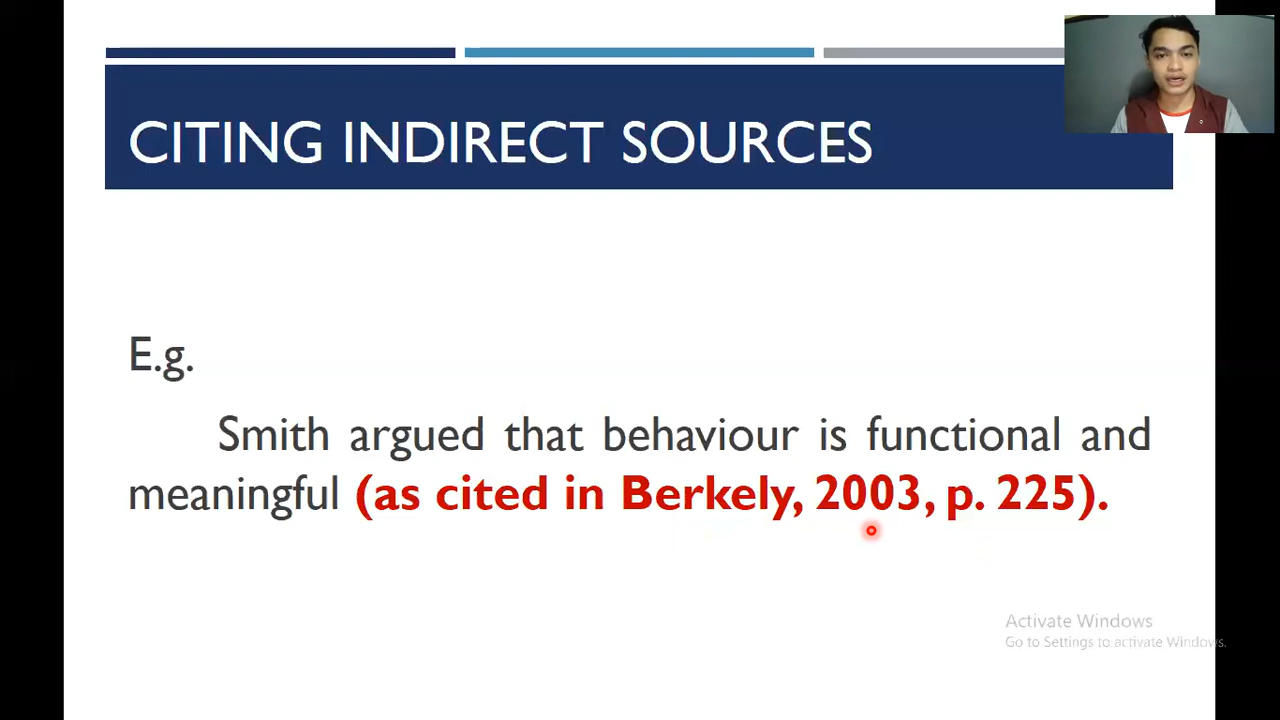 CITING INDIRECT SOURCES
E.g.
Smith argued that behaviour is functional and
meaningful (as cited in Berkely, 2003, p. 225).
Activate Windows
Go to Settings to activate Windows.